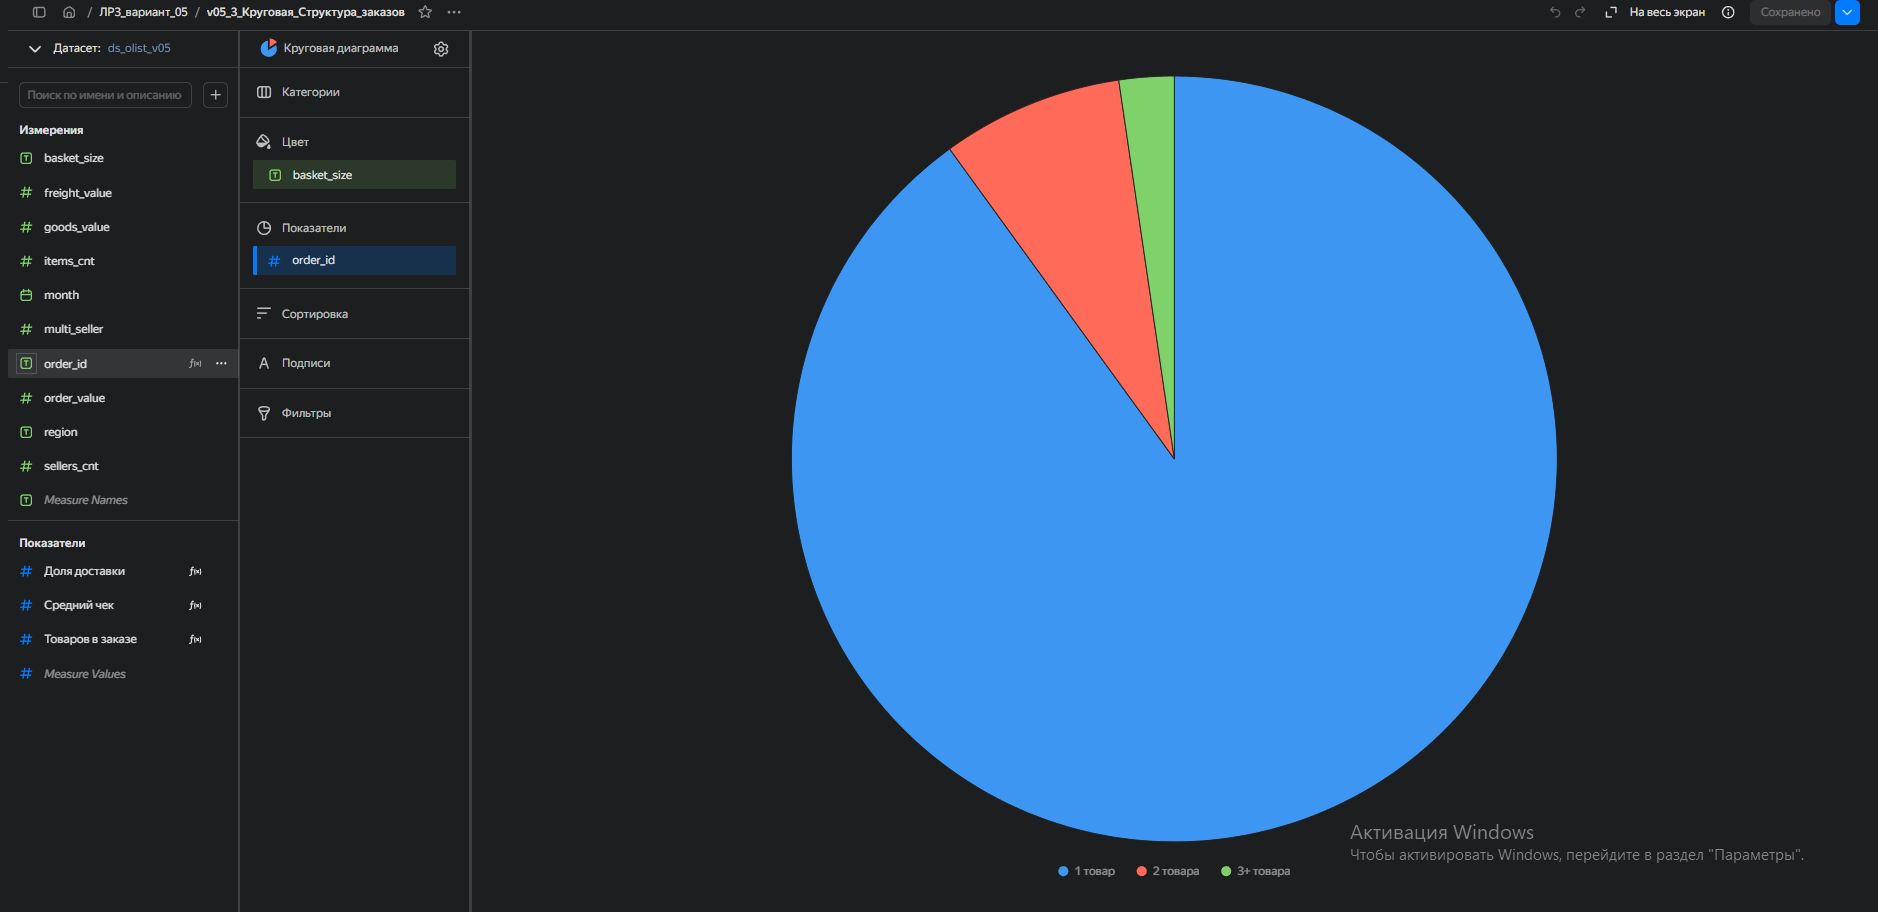 / ЛР3_вариант_05 / v05_3_Круговая_Структура_заказов
На весь экран
Сохранено
Датасет: ds_olist_v05
Поиск по имени и описанию
Измерения
basket_size
freight_value
goods_value
items_cnt
month
multi_seller
order_id
order_value
region
sellers_cnt
Measure Names
Показатели
Доля доставки
Средний чек
Товаров в заказе
Measure Values
Круговая диаграмма
Категории
Цвет
basket_size
Показатели
order_id
Сортировка
Подписи
Фильтры
1 товар
2 товара
3+ товара
Активация Windows
Чтобы активировать Windows, перейдите в раздел "Параметры".